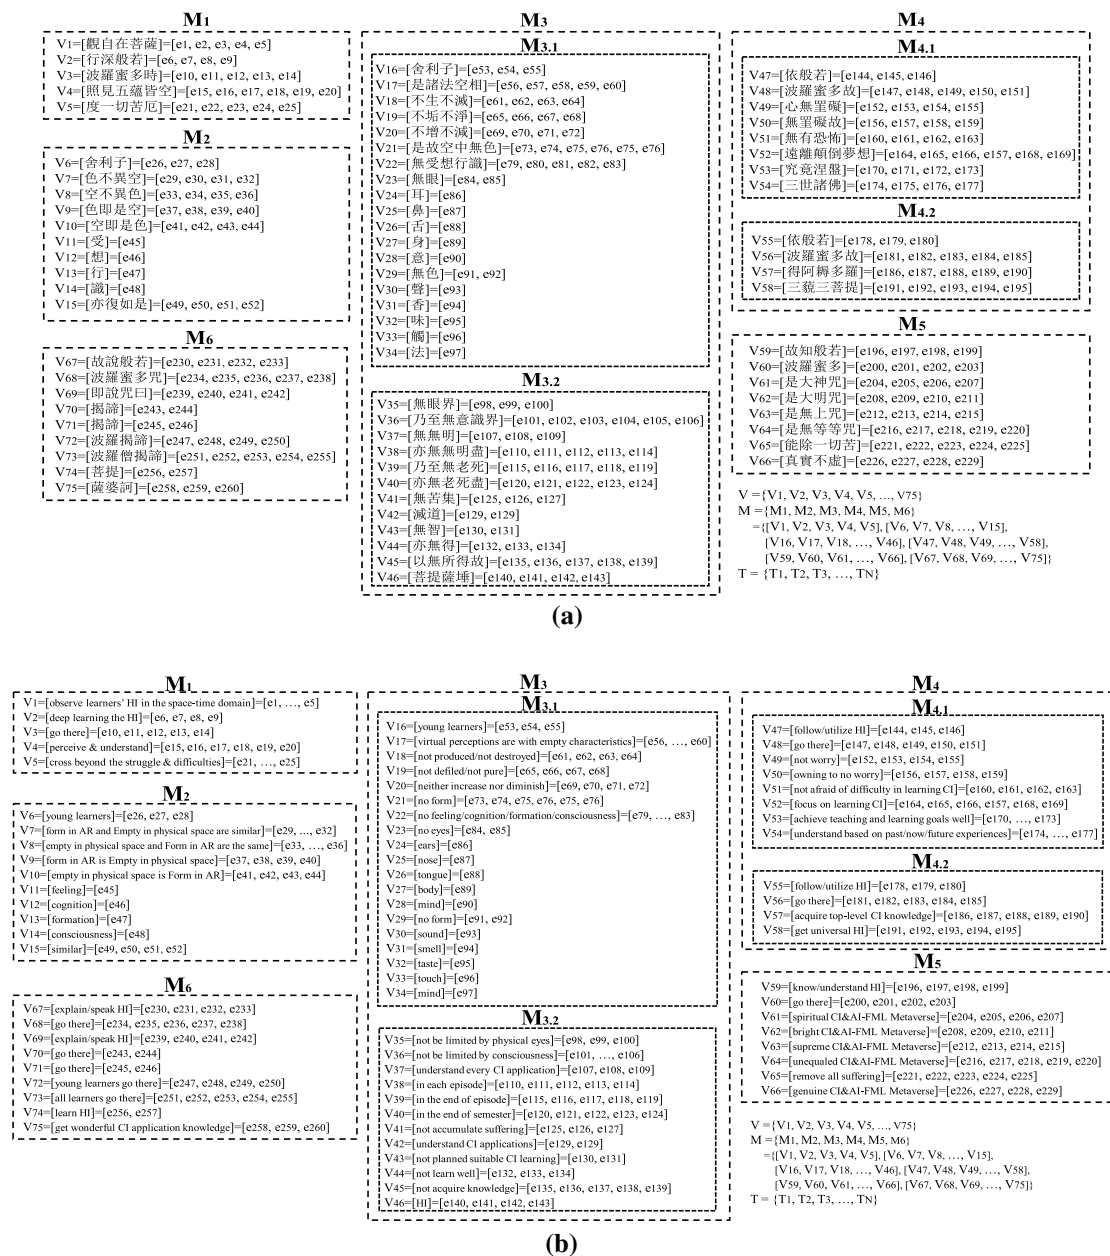 M1
V1=[觀自在菩薩]=[e1, e2, e3, e4, e5]
V2=[行深般若]=[e6, e7, e8, e9]
V3=[波羅蜜多時]=[e10, e11, e12, e13, e14]
V4=[照見五蘊皆空]=[e15, e16, e17, e18, e19, e20]
V5=[度一切苦厄]=[e21, e22, e23, e24, e25]
M2
V6=[舍利子]=[e26, e27, e28]
V7=[色不異空]=[e29, e30, e31, e32]
V8=[空不異色]=[e33, e34, e35, e36]
V9=[色即是空]=[e37, e38, e39, e40]
V10=[空即是色]=[e41, e42, e43, e44]
V11=[受]=[e45]
V12=[想]=[e46]
V13=[行]=[e47]
V14=[識]=[e48]
V15=[亦復如是]=[e49, e50, e51, e52]
M6
V67=[故說般若]=[e230, e231, e232, e233]
V68=[波羅蜜多咒]=[e234, e235, e236, e237, e238]
V69=[即說咒曰]=[e239, e240, e241, e242]
V70=[揭諦]=[e243, e244]
V71=[揭諦]=[e245, e246]
V72=[波羅揭諦]=[e247, e248, e249, e250]
V73=[波羅僧揭諦]=[e251, e252, e253, e254, e255]
V74=[菩提]=[e256, e257]
V75=[薩婆訶]=[e258, e259, e260]
M3
M3.1
V16=[舍利子]=[e53, e54, e55]
V17=[是諸法空相]=[e56, e57, e58, e59, e60]
V18=[不生不滅]=[e61, e62, e63, e64]
V19=[不垢不淨]=[e65, e66, e67, e68]
V20=[不增不減]=[e69, e70, e71, e72]
V21=[是故空中無色]=[e73, e74, e75, e76, e75, e76]
V22=[無受想行識]=[e79, e80, e81, e82, e83]
V23=[無眼]=[e84, e85]
V24=[耳]=[e86]
V25=[鼻]=[e87]
V26=[舌]=[e88]
V27=[身]=[e89]
V28=[意]=[e90]
V29=[無色]=[e91, e92]
V30=[聲]=[e93]
V31=[香]=[e94]
V32=[味]=[e95]
V33=[觸]=[e96]
V34=[法]=[e97]
M3.2
V35=[無眼界]=[e98, e99, e100]
V36=[乃至無意識界]=[e101, e102, e103, e104, e105, e106]
V37=[無無明]=[e107, e108, e109]
V38=[亦無無明盡]=[e110, e111, e112, e113, e114]
V39=[乃至無老死]=[e115, e116, e117, e118, e119]
V40=[亦無老死盡]=[e120, e121, e122, e123, e124]
V41=[無苦集]=[e125, e126, e127]
V42=[滅道]=[e129, e129]
V43=[無智]=[e130, e131]
V44=[亦無得]=[e132, e133, e134]
V45=[以無所得故]=[e135, e136, e137, e138, e139]
V46=[菩提薩埵]=[e140, e141, e142, e143]
M4
M4.1
V47=[依般若]=[e144, e145, e146]
V48=[波羅蜜多故]=[e147, e148, e149, e150, e151]
V49=[心無罣礙]=[e152, e153, e154, e155]
V50=[無罣礙故]=[e156, e157, e158, e159]
V51=[無有恐怖]=[e160, e161, e162, e163]
V52=[遠離顛倒夢想]=[e164, e165, e166, e157, e168, e169]
V53=[究竟涅盤]=[e170, e171, e172, e173]
V54=[三世諸佛]=[e174, e175, e176, e177]
M4.2
V55=[依般若]=[e178, e179, e180]
V56=[波羅蜜多故]=[e181, e182, e183, e184, e185]
V57=[得阿耨多羅]=[e186, e187, e188, e189, e190]
V58=[三藐三菩提]=[e191, e192, e193, e194, e195]
M5
V59=[故知般若]=[e196, e197, e198, e199]
V60=[波羅蜜多]=[e200, e201, e202, e203]
V61=[是大神咒]=[e204, e205, e206, e207]
V62=[是大明咒]=[e208, e209, e210, e211]
V63=[是無上咒]=[e212, e213, e214, e215]
V64=[是無等等咒]=[e216, e217, e218, e219, e220]
V65=[能除一切苦]=[e221, e222, e223, e224, e225]
V66=[真實不虛]=[e226, e227, e228, e229]
V ={V1, V2, V3, V4, V5, …, V75}
M ={M1, M2, M3, M4, M5, M6}
={[V1, V2, V3, V4, V5], [V6, V7, V8, …, V15],
[V16, V17, V18, …, V46], [V47, V48, V49, …, V58],
[V59, V60, V61, …, V66], [V67, V68, V69, …, V75]}
T = {T1, T2, T3, …, TN}
(a)
M1
V1=[observe learners' HI in the space-time domain]=[e1, …, e5]
V2=[deep learning the HI]=[e6, e7, e8, e9]
V3=[go there]=[e10, e11, e12, e13, e14]
V4=[perceive & understand]=[e15, e16, e17, e18, e19, e20]
V5=[cross beyond the struggle & difficulties]=[e21, …, e25]
M2
V6=[young learners]=[e26, e27, e28]
V7=[form in AR and Empty in physical space are similar]=[e29, …, e32]
V8=[empty in physical space and Form in AR are the same]=[e33, …, e36]
V9=[form in AR is Empty in physical space]=[e37, e38, e39, e40]
V10=[empty in physical space is Form in AR]=[e41, e42, e43, e44]
V11=[feeling]=[e45]
V12=[cognition]=[e46]
V13=[formation]=[e47]
V14=[consciousness]=[e48]
V15=[similar]=[e49, e50, e51, e52]
M6
V67=[explain/speak HI]=[e230, e231, e232, e233]
V68=[go there]=[e234, e235, e236, e237, e238]
V69=[explain/speak HI]=[e239, e240, e241, e242]
V70=[go there]=[e243, e244]
V71=[go there]=[e245, e246]
V72=[young learners go there]=[e247, e248, e249, e250]
V73=[all learners go there]=[e251, e252, e253, e254, e255]
V74=[learn HI]=[e256, e257]
V75=[get wonderful CI application knowledge]=[e258, e259, e260]
M3
M3.1
V16=[young learners]=[e53, e54, e55]
V17=[virtual perceptions are with empty characteristics]=[e56, …, e60]
V18=[not produced/not destroyed]=[e61, e62, e63, e64]
V19=[not defiled/not pure]=[e65, e66, e67, e68]
V20=[neither increase nor diminish]=[e69, e70, e71, e72]
V21=[no form]=[e73, e74, e75, e76, e75, e76]
V22=[no feeling/cognition/formation/consciousness]=[e79, …, e83]
V23=[no eyes]=[e84, e85]
V24=[ears]=[e86]
V25=[nose]=[e87]
V26=[tongue]=[e88]
V27=[body]=[e89]
V28=[mind]=[e90]
V29=[no form]=[e91, e92]
V30=[sound]=[e93]
V31=[smell]=[e94]
V32=[taste]=[e95]
V33=[touch]=[e96]
V34=[mind]=[e97]
M3.2
V35=[not be limited by physical eyes]=[e98, e99, e100]
V36=[not be limited by consciousness]=[e101, …, e106]
V37=[understand every CI application]=[e107, e108, e109]
V38=[in each episode]=[e110, e111, e112, e113, e114]
V39=[in the end of episode]=[e115, e116, e117, e118, e119]
V40=[in the end of semester]=[e120, e121, e122, e123, e124]
V41=[not accumulate suffering]=[e125, e126, e127]
V42=[understand CI applications]=[e129, e129]
V43=[not planned suitable CI learning]=[e130, e131]
V44=[not learn well]=[e132, e133, e134]
V45=[not acquire knowledge]=[e135, e136, e137, e138, e139]
V46=[HI]=[e140, e141, e142, e143]
M4
M4.1
V47=[follow/utilize HI]=[e144, e145, e146]
V48=[go there]=[e147, e148, e149, e150, e151]
V49=[not worry]=[e152, e153, e154, e155]
V50=[owning to no worry]=[e156, e157, e158, e159]
V51=[not afraid of difficulty in learning CI]=[e160, e161, e162, e163]
V52=[focus on learning CI]=[e164, e165, e166, e157, e168, e169]
V53=[achieve teaching and learning goals well]=[e170, …, e173]
V54=[understand based on past/now/future experiences]=[e174, …, e177]
M4.2
V55=[follow/utilize HI]=[e178, e179, e180]
V56=[go there]=[e181, e182, e183, e184, e185]
V57=[acquire top-level CI knowledge]=[e186, e187, e188, e189, e190]
V58=[get universal HI]=[e191, e192, e193, e194, e195]
M5
V59=[know/understand HI]=[e196, e197, e198, e199]
V60=[go there]=[e200, e201, e202, e203]
V61=[spiritual CI&AI-FML Metaverse]=[e204, e205, e206, e207]
V62=[bright CI&AI-FML Metaverse]=[e208, e209, e210, e211]
V63=[supreme CI&AI-FML Metaverse]=[e212, e213, e214, e215]
V64=[unequaled CI&AI-FML Metaverse]=[e216, e217, e218, e219, e220]
V65=[remove all suffering]=[e221, e222, e223, e224, e225]
V66=[genuine CI&AI-FML Metaverse]=[e226, e227, e228, e229]
V ={V1, V2, V3, V4, V5, …, V75}
M ={M1, M2, M3, M4, M5, M6}
={[V1, V2, V3, V4, V5], [V6, V7, V8, …, V15],
[V16, V17, V18, …, V46], [V47, V48, V49, …, V58],
[V59, V60, V61, …, V66], [V67, V68, V69, …, V75]}
T = {T1, T2, T3, …, TN}
(b)